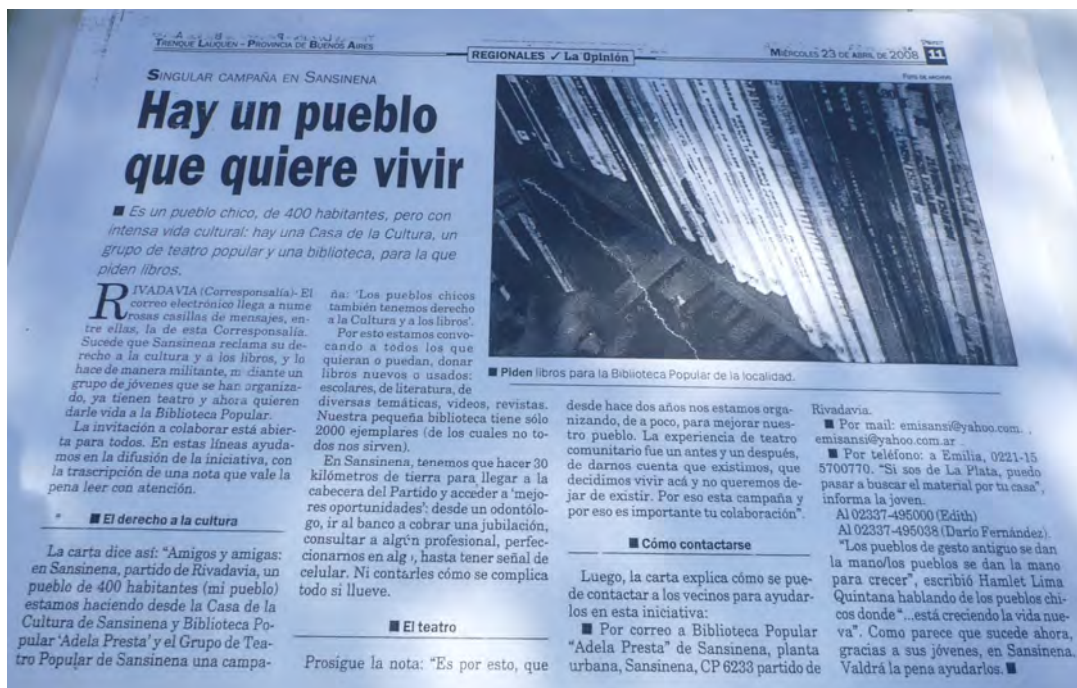 TRENQUE LAUQUEN - PROVINCIA DE BUENOS AIRES
REGIONALES ✓ La Opinión
MIÉRCOLES 23 DE ABRIL DE 2008
11
SINGULAR CAMPAÑA EN SANSINENA
Hay un pueblo
que quiere vivir
FOTO DE ARCHIVO
■ Es un pueblo chico, de 400 habitantes, pero con
intensa vida cultural: hay una Casa de la Cultura, un
grupo de teatro popular y una biblioteca, para la que
piden libros.
RIVADAVIA (Corresponsalía)- El
correo electrónico llega a nume
rosas casillas de mensajes, en-
tre ellas, la de esta Corresponsalía.
Sucede que Sansinena reclama su de-
recho a la cultura y a los libros, y lo
hace de manera militante, m diante un
grupo de jóvenes que se han organiza-
do, ya tienen teatro y ahora quieren
darle vida a la Biblioteca Popular.
La invitación a colaborar está abier-
ta para todos. En estas líneas ayuda-
mos en la difusión de la iniciativa, con
la trascripción de una nota que vale la
pena leer con atención.
■ El derecho a la cultura
La carta dice así: “Amigos y amigas:
en Sansinena, partido de Rivadavia, un
pueblo de 400 habitantes (mi pueblo)
estamos haciendo desde la Casa de la
Cultura de Sansinena y Biblioteca Po-
pular ‘Adela Presta’ y el Grupo de Tea-
tro Popular de Sansinena una campa-
ña: ‘Los pueblos chicos
también tenemos derecho
a la Cultura y a los libros’.
Por esto estamos convo-
cando a todos los que
quieran o puedan, donar
libros nuevos o usados:
escolares, de literatura, de
diversas temáticas, videos, revistas.
Nuestra pequeña biblioteca tiene sólo
2000 ejemplares (de los cuales no to-
dos nos sirven).
En Sansinena, tenemos que hacer 30
kilómetros de tierra para llegar a la
cabecera del Partido y acceder a ‘mejo-
res oportunidades’: desde un odontólo-
go, ir al banco a cobrar una jubilación,
consultar a algún profesional, perfec-
cionarnos en alg , hasta tener señal de
celular. Ni contarles cómo se complica
todo si llueve.
■ El teatro
Prosigue la nota: “Es por esto, que
■ Piden libros para la Biblioteca Popular de la localidad.
desde hace dos años nos estamos orga-
nizando, de a poco, para mejorar nues-
tro pueblo. La experiencia de teatro
comunitario fue un antes y un después,
de darnos cuenta que existimos, que
decidimos vivir acá y no queremos de-
jar de existir. Por eso esta campaña y
por eso es importante tu colaboración”.
■ Cómo contactarse
Luego, la carta explica cómo se pue-
de contactar a los vecinos para ayudar-
los en esta iniciativa:
■ Por correo a Biblioteca Popular
“Adela Presta” de Sansinena, planta
urbana, Sansinena, CP 6233 partido de
Rivadavia.
■ Por mail: emisansi@yahoo.com. ,
emisansi@yahoo.com.ar .
■ Por teléfono: a Emilia, 0221-15
5700770. “Si sos de La Plata, puedo
pasar a buscar el material por tu casa”,
informa la joven.
Al 02337-495000 (Edith)
Al 02337-495038 (Darío Fernández).
“Los pueblos de gesto antiguo se dan
la mano/los pueblos se dan la mano
para crecer”, escribió Hamlet Lima
Quintana hablando de los pueblos chi-
cos donde “...está creciendo la vida nue-
va”. Como parece que sucede ahora,
gracias a sus jóvenes, en Sansinena.
Valdrá la pena ayudarlos. ■